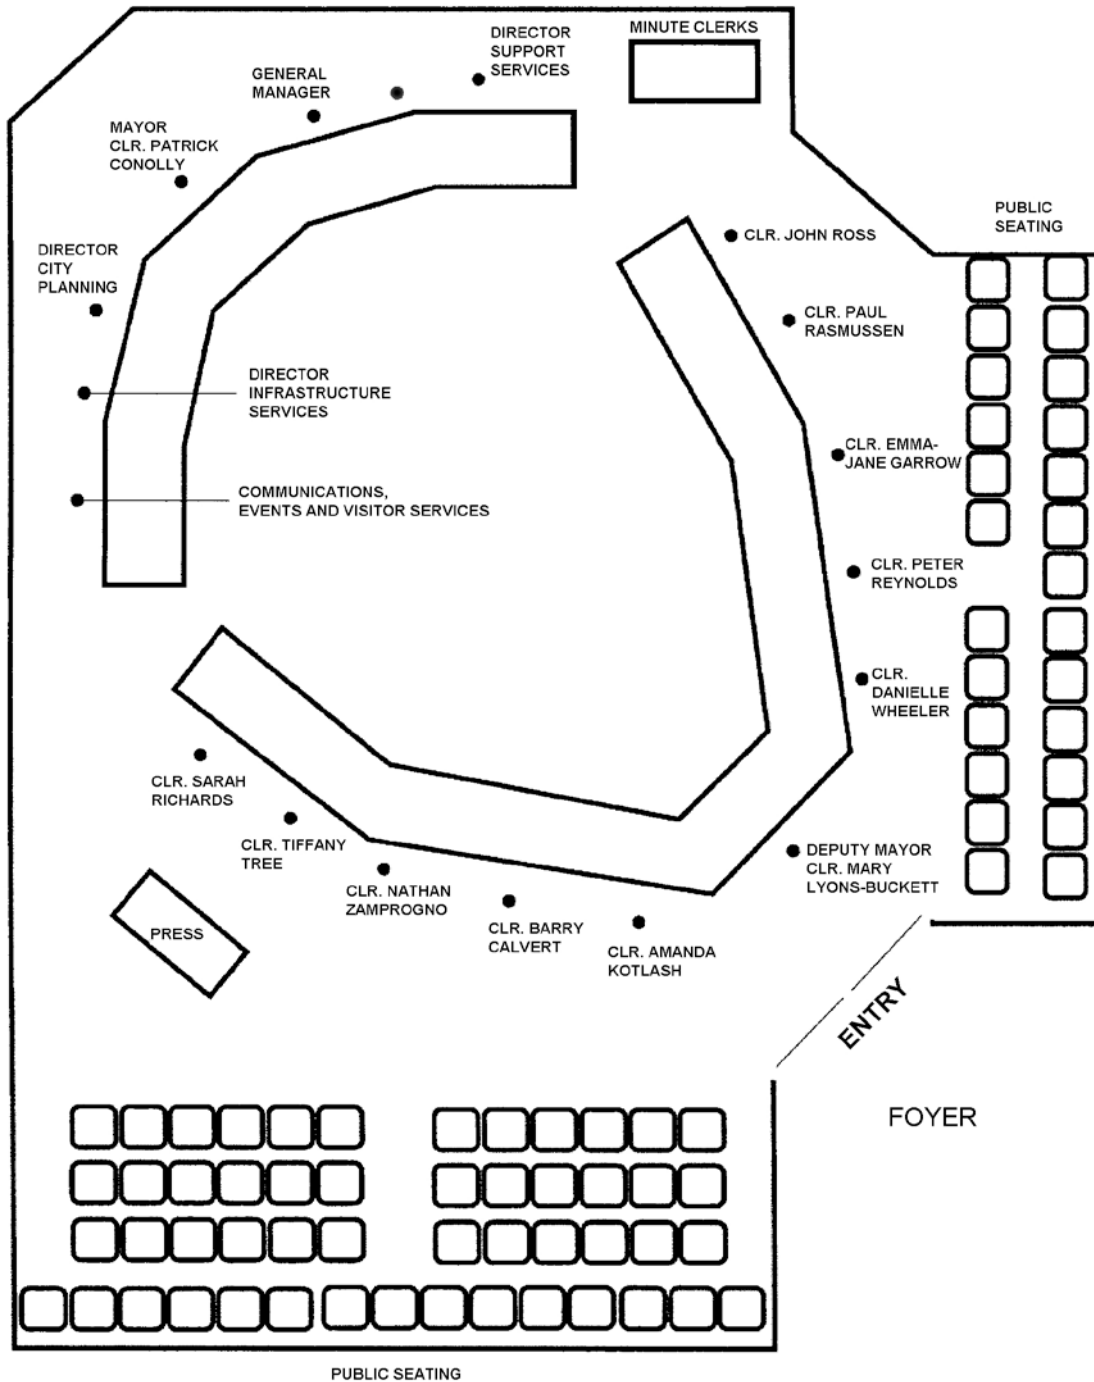 MINUTE CLERKS
DIRECTOR
SUPPORT
SERVICES
GENERAL
MANAGER
MAYOR
CLR. PATRICK
CONOLLY
DIRECTOR
CITY
PLANNING
DIRECTOR
INFRASTRUCTURE
SERVICES
COMMUNICATIONS,
EVENTS AND VISITOR SERVICES
PUBLIC
SEATING
CLR. JOHN ROSS
CLR. PAUL
RASMUSSEN
CLR. EMMA-
JANE GARROW
CLR. PETER
REYNOLDS
CLR.
DANIELLE
WHEELER
DEPUTY MAYOR
CLR. MARY
LYONS-BUCKETT
CLR. SARAH
RICHARDS
CLR. TIFFANY
TREE
CLR. NATHAN
ZAMPROGNO
CLR. BARRY
CALVERT
CLR. AMANDA
KOTLASH
PRESS
ENTRY
FOYER
PUBLIC SEATING